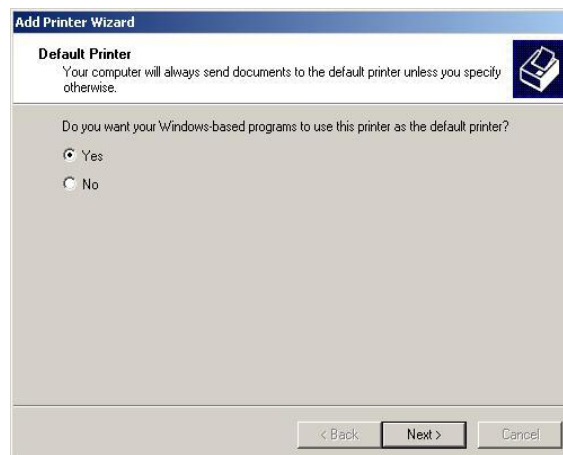 Add Printer Wizard
Default Printer
Your computer will always send documents to the default printer unless you specify
otherwise.
Do you want your Windows-based programs to use this printer as the default printer?
Yes
No
< Back
Next >
Cancel